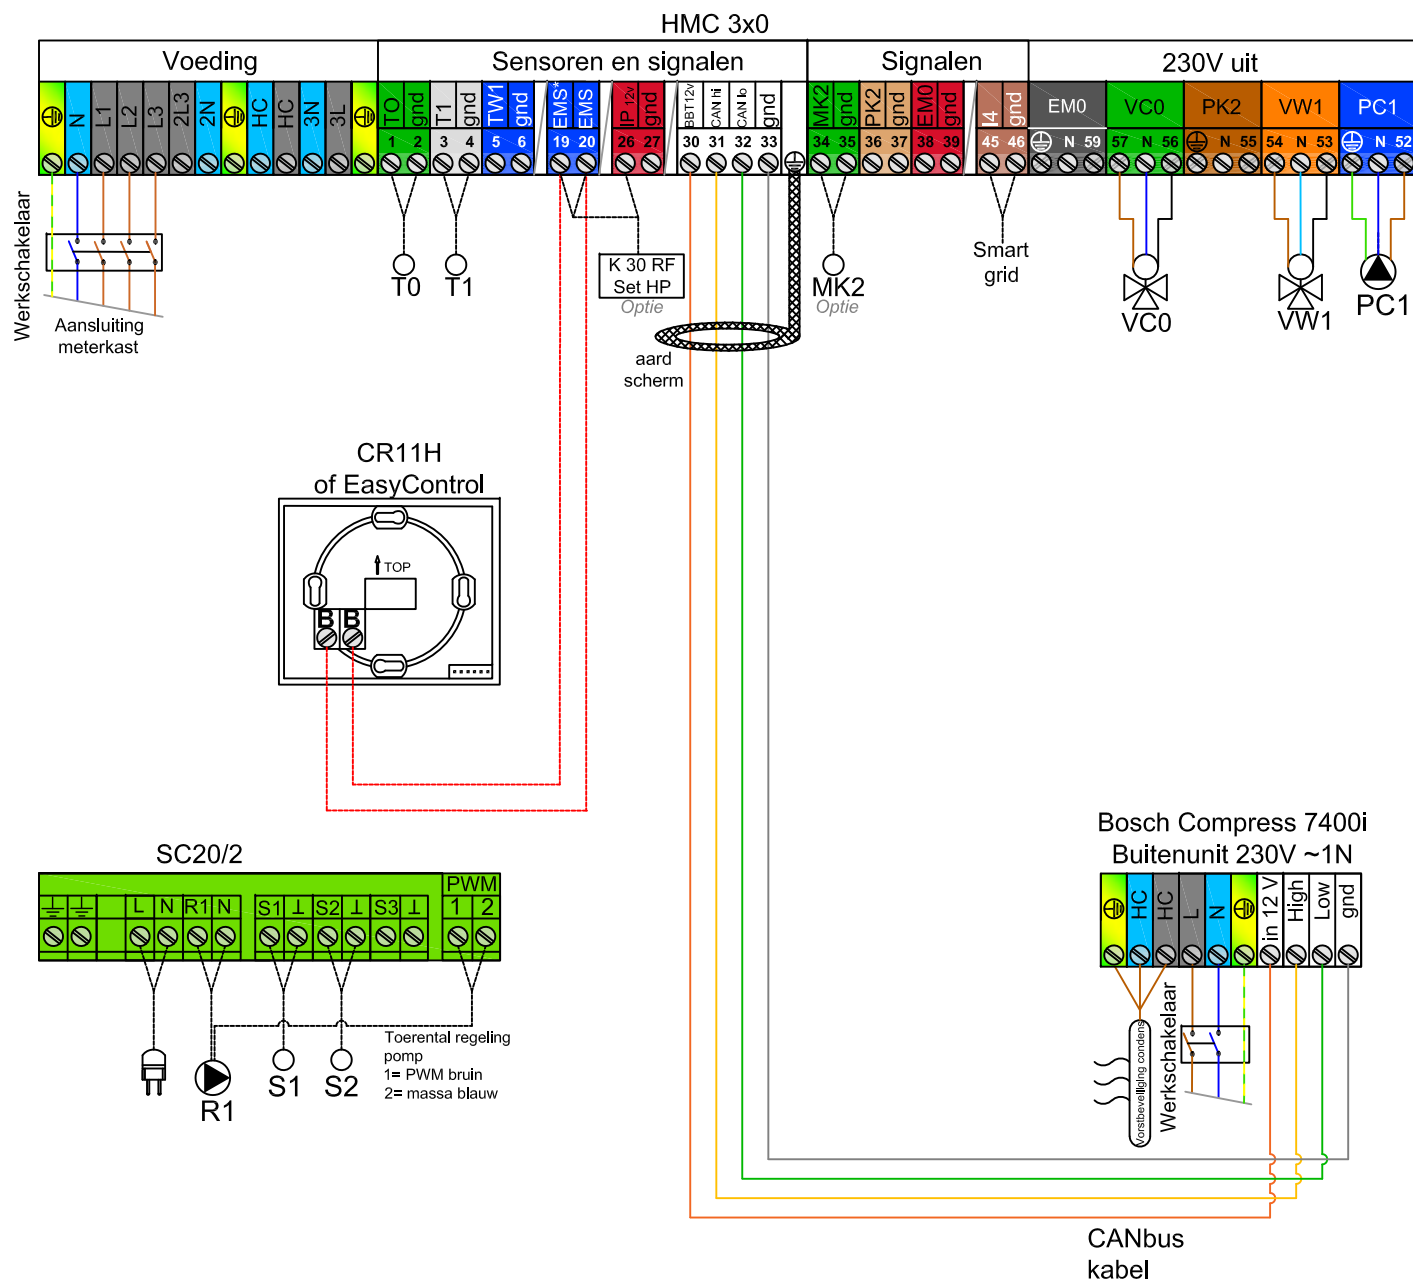 HMC 3x0
Voeding
Sensoren en signalen
Signalen
230V uit
N L1 L2 L3 2L3 2N HC HC 3N 3L
TO gnd T1 gnd TW1 gnd EMS* EMS IP 12v gnd BBT 12v CAN hi CAN lo gnd
MK2 gnd PK2 gnd EM0 gnd I4 gnd
EM0 VC0 PK2 VW1 PC1
1 2 3 4 5 6 19 20 26 27 30 31 32 33 34 35 36 37 38 39 45 46 N 59 57 N 56 N 55 54 N 53 N 52
Werkschakelaar
Aansluiting
meterkast
T0
T1
K 30 RF
Set HP
Optie
aard
scherm
MK2
Optie
Smart
grid
VC0
VW1
PC1
CR11H
of EasyControl
TOP
B B
SC20/2
PWM
L N R1 N S1 S2 S3 1 2
Toerental regeling
pomp
1= PWM bruin
2= massa blauw
R1
S1
S2
Bosch Compress 7400i
Buitenunit 230V ~1N
HC HC L N in 12 V High Low gnd
Vorstbeveiliging condens
Werkschakelaar
CANbus
kabel